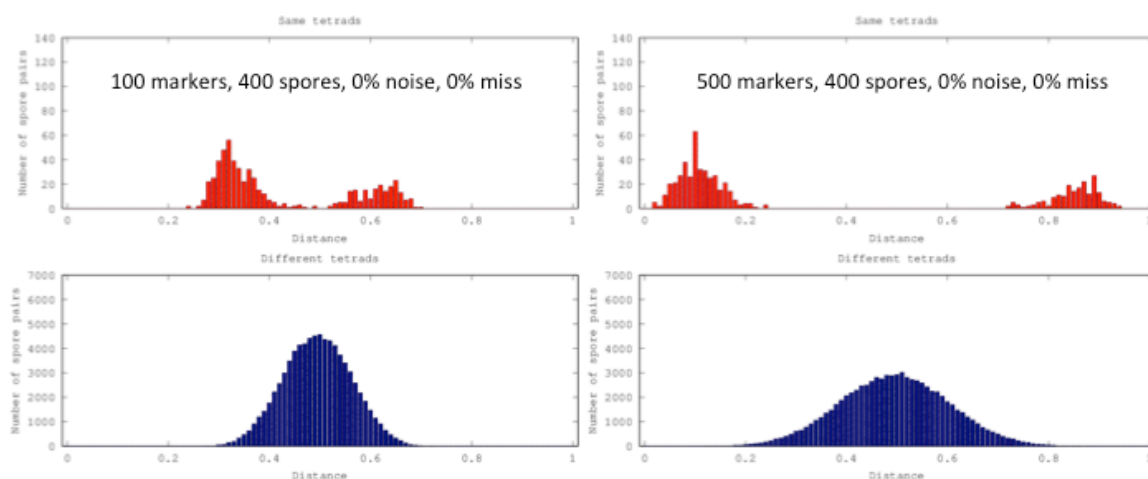 Same tetrads
Number of spore pairs
140
120
100
80
60
40
20
0
100 markers, 400 spores, 0% noise, 0% miss
0 0.2 0.4 0.6 0.8 1
Distance
Same tetrads
Number of spore pairs
140
120
100
80
60
40
20
0
500 markers, 400 spores, 0% noise, 0% miss
0 0.2 0.4 0.6 0.8 1
Distance
Different tetrads
Number of spore pairs
7000
6000
5000
4000
3000
2000
1000
0
0 0.2 0.4 0.6 0.8 1
Distance
Different tetrads
Number of spore pairs
7000
6000
5000
4000
3000
2000
1000
0
0 0.2 0.4 0.6 0.8 1
Distance